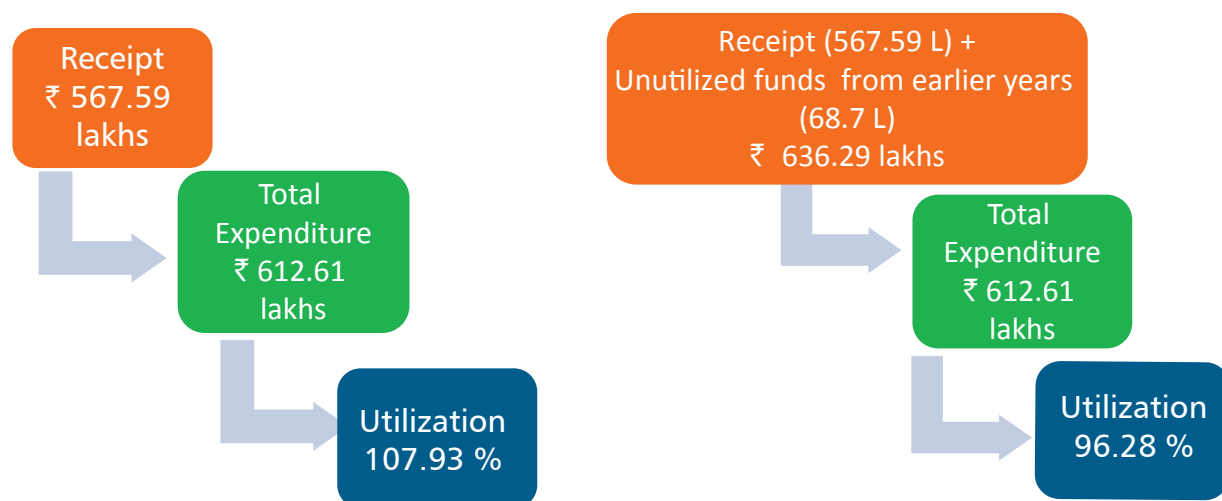 Receipt
₹ 567.59
lakhs
Total
Expenditure
₹ 612.61
lakhs
Utilization
107.93 %
Receipt (567.59 L) +
Unutilized funds from earlier years
(68.7 L)
₹ 636.29 lakhs
Total
Expenditure
₹ 612.61
lakhs
Utilization
96.28 %